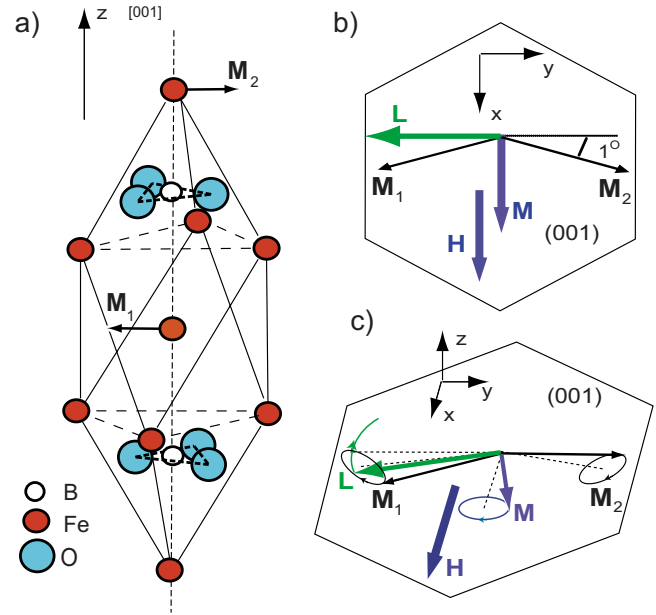 a)
z [001]
M₂
M₁
B
Fe
O
b)
y
x
L
1°
M₁
M₂
M
H
(001)
c)
z
y
x
(001)
L
M₁
M₂
M
H